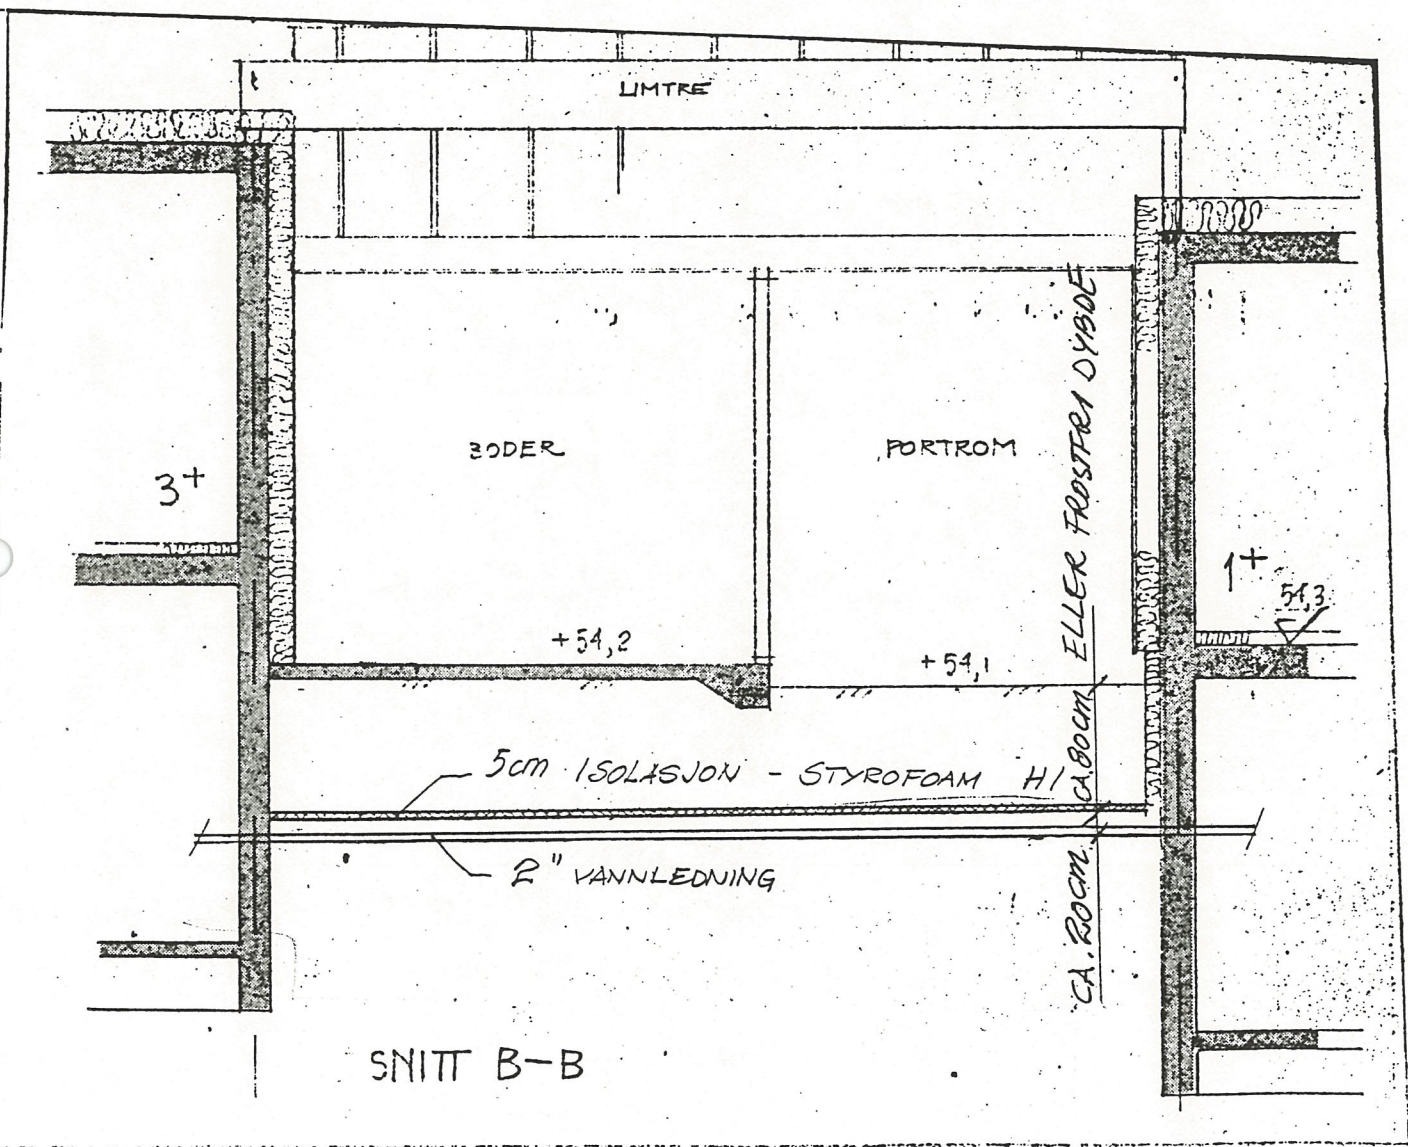 LIMTRE
BODER
PORTROM
3+
1+
51,3
+54,2
+54,1
CA. 20cm CA 80cm ELLER FROSTFRI DYBDE
5cm ISOLASJON - STYROFOAM HI
2" VANNLEDNING
SNITT B-B